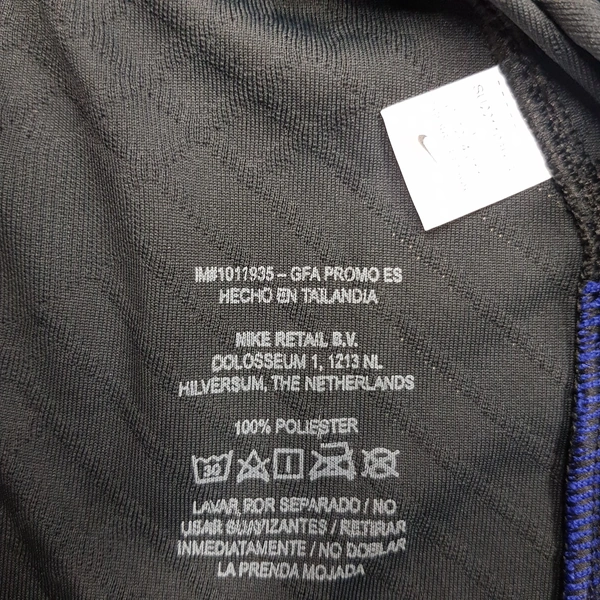 IM#1011935 – GFA PROMO ES
HECHO EN TAILANDIA
NIKE RETAIL B.V.
COLOSSEUM 1, 1213 NL
HILVERSUM, THE NETHERLANDS
100% POLIESTER
30
LAVAR POR SEPARADO / NO
USAR SUAVIZANTES / RETIRAR
INMEDIATAMENTE / NO DOBLAR
LA PRENDA MOJADA